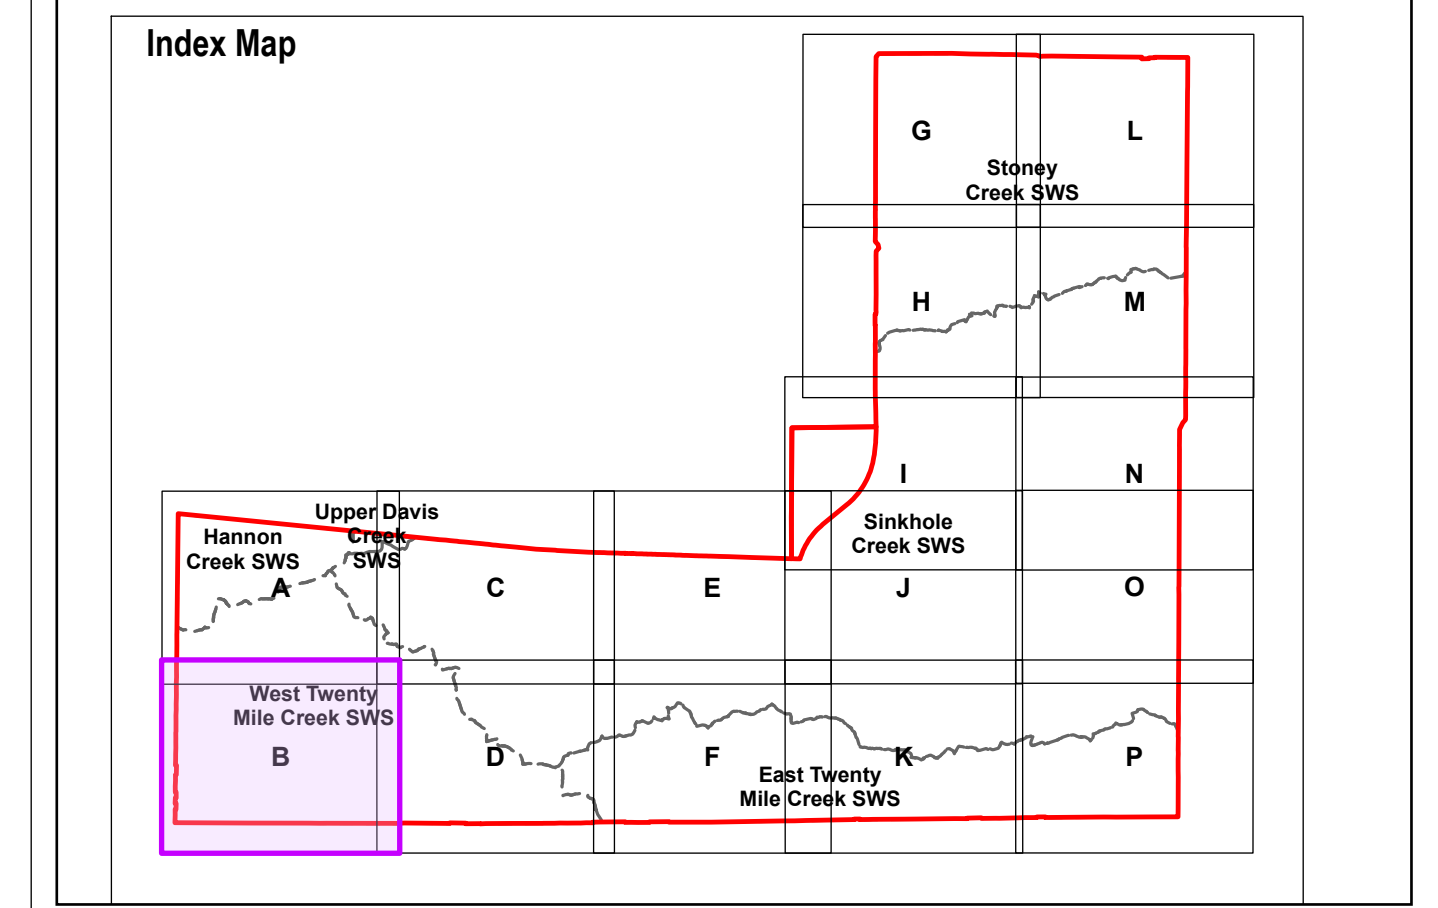 Index Map
G
L
Stoney
Creek SWS
H
M
I
N
Upper Davis
Creek
SWS
Hannon
Creek SWS
Sinkhole
Creek SWS
A
C
E
J
O
West Twenty
Mile Creek SWS
B
D
F
K
P
East Twenty
Mile Creek SWS